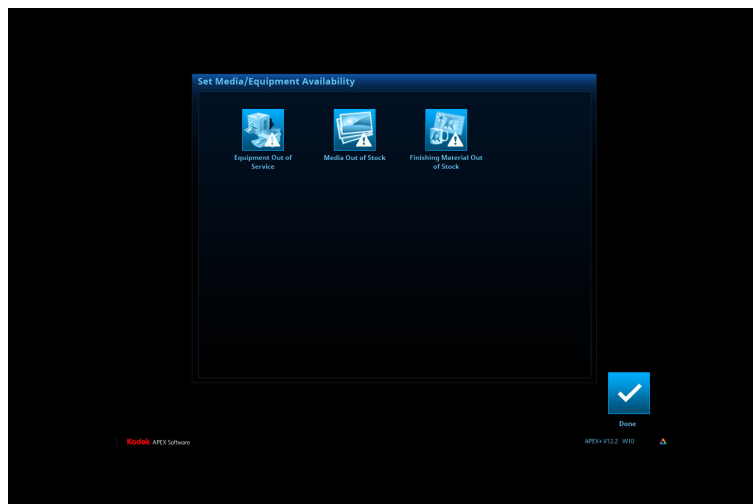 Set Media/Equipment Availability
Equipment Out of
Service
Media Out of Stock
Finishing Material Out
of Stock
Done
Kodak APEX Software
APEX+ V12.2 W10